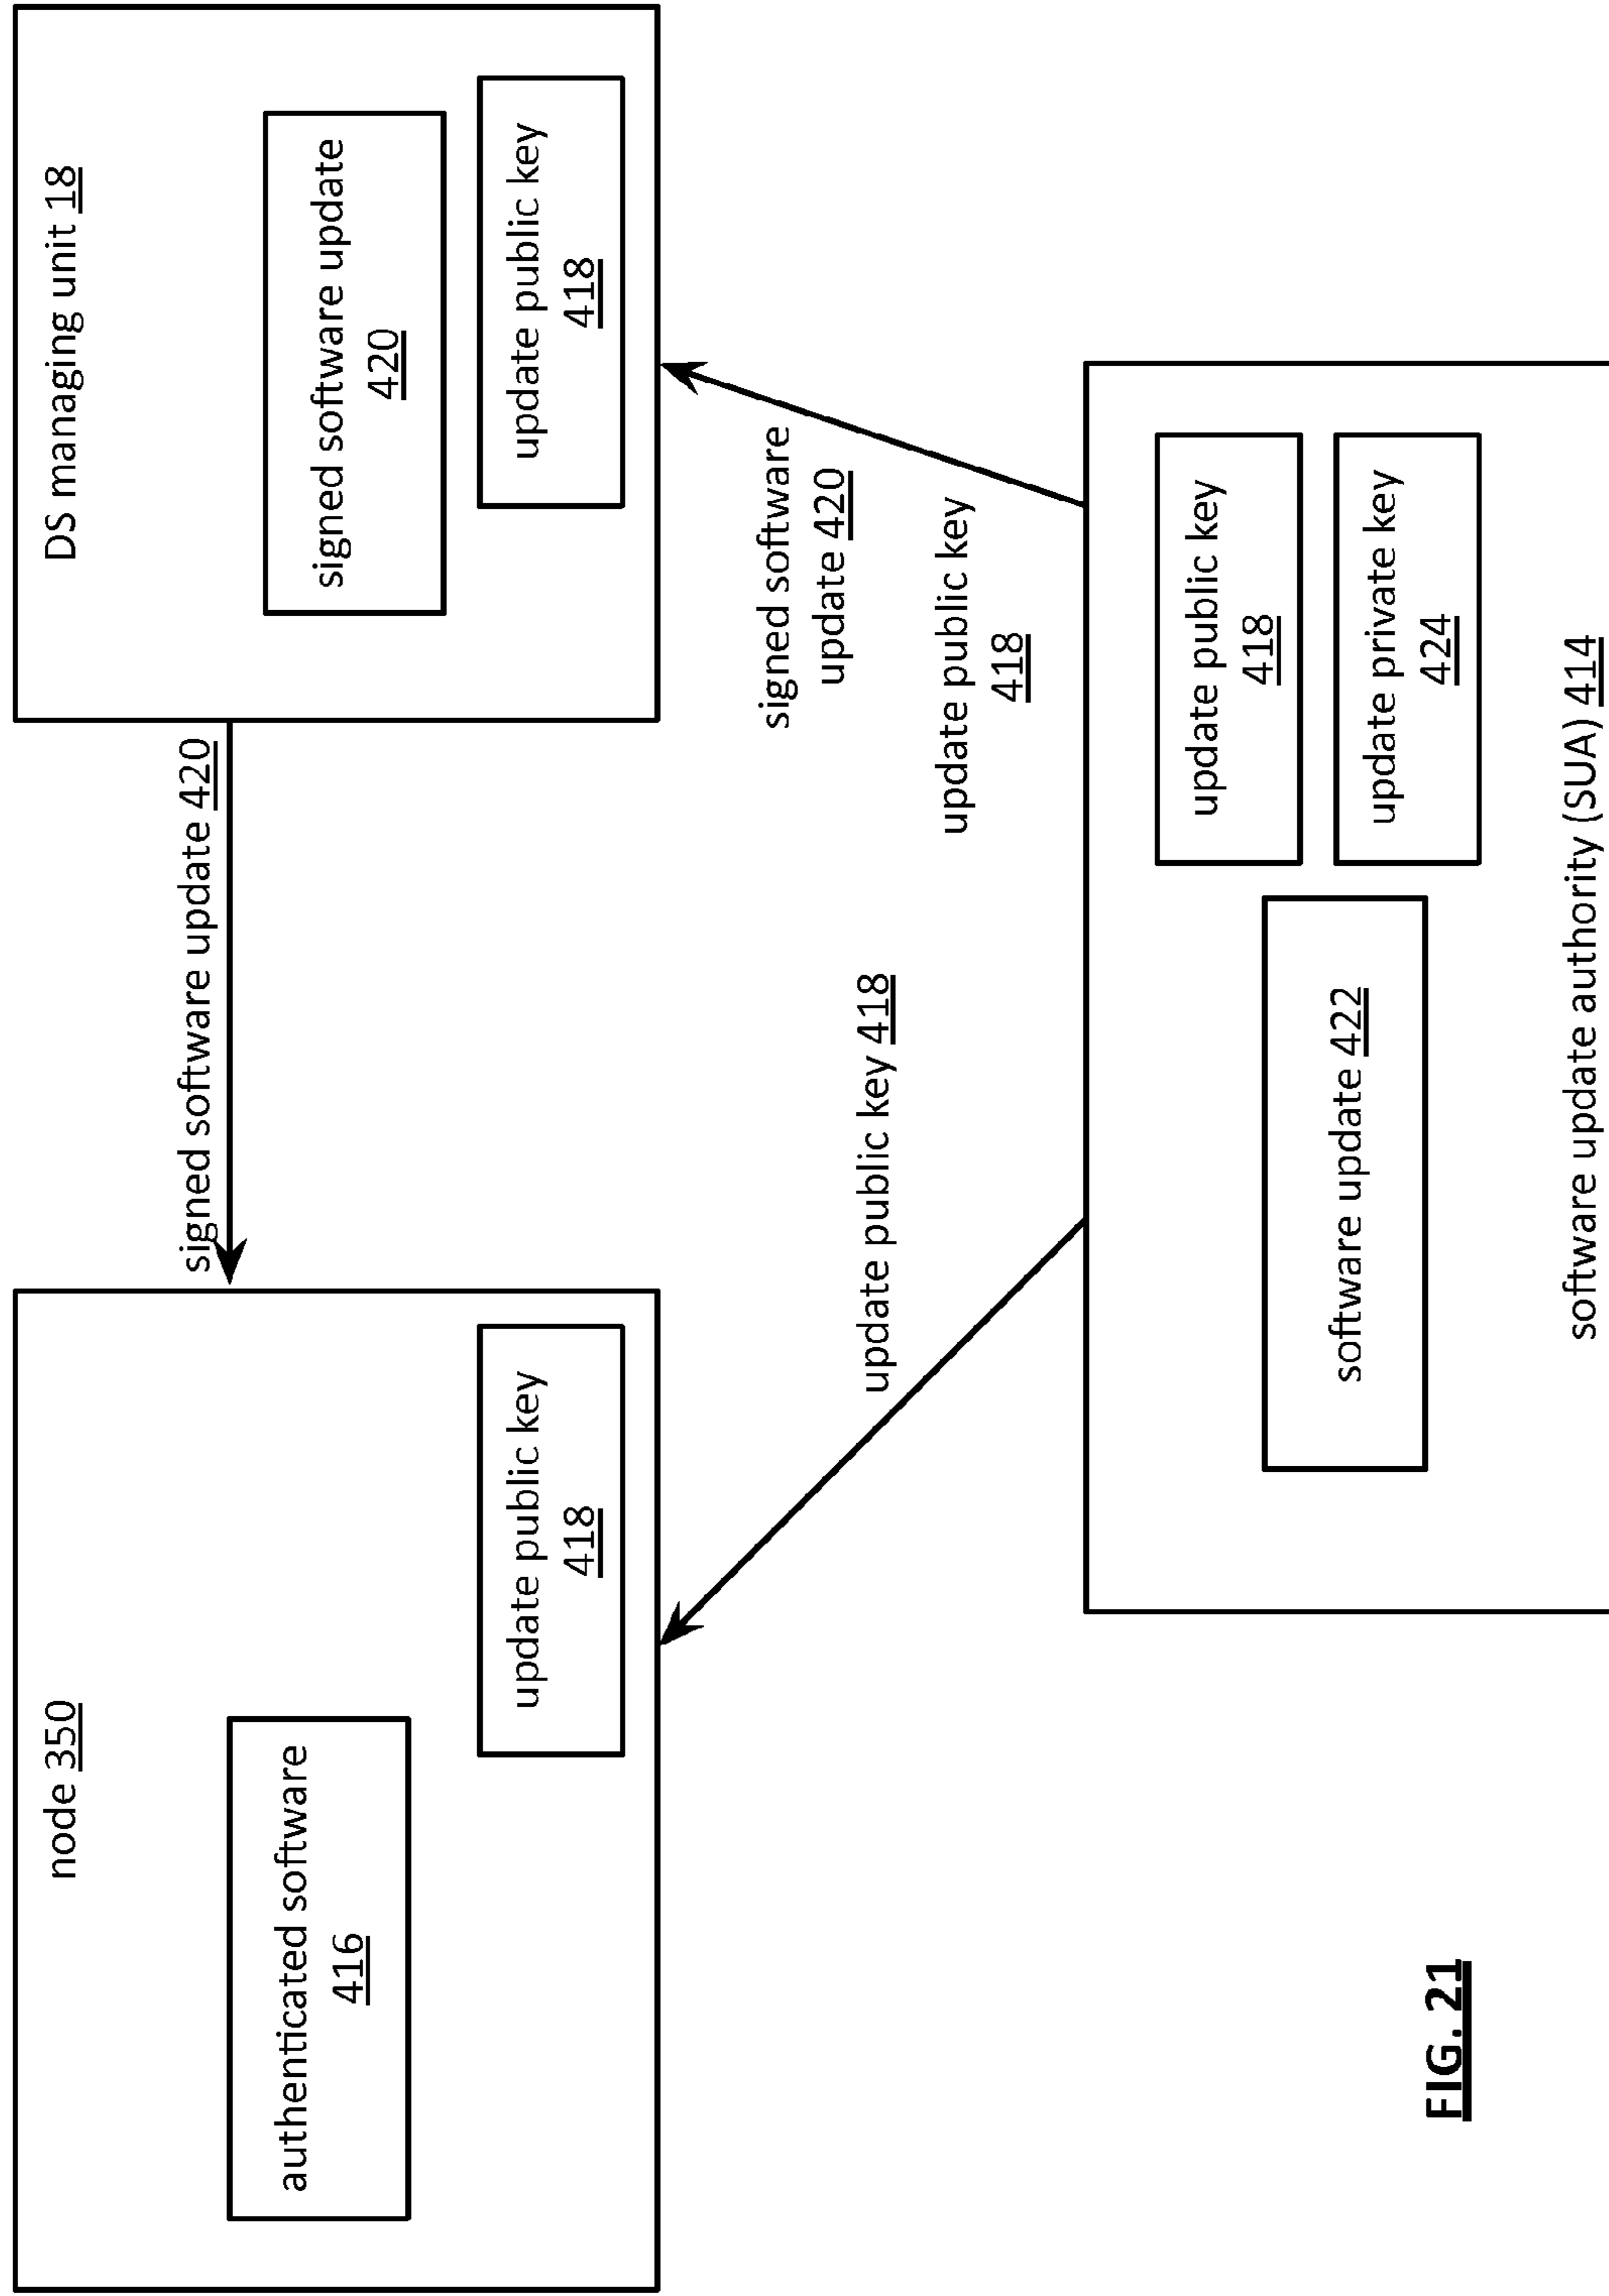 node 350
authenticated software
416
update public key
418
signed software update 420
DS managing unit 18
signed software update
420
update public key
418
update public key 418
signed software
update 420
update public key
418
software update 422
update public key
418
update private key
424
software update authority (SUA) 414
FIG. 21